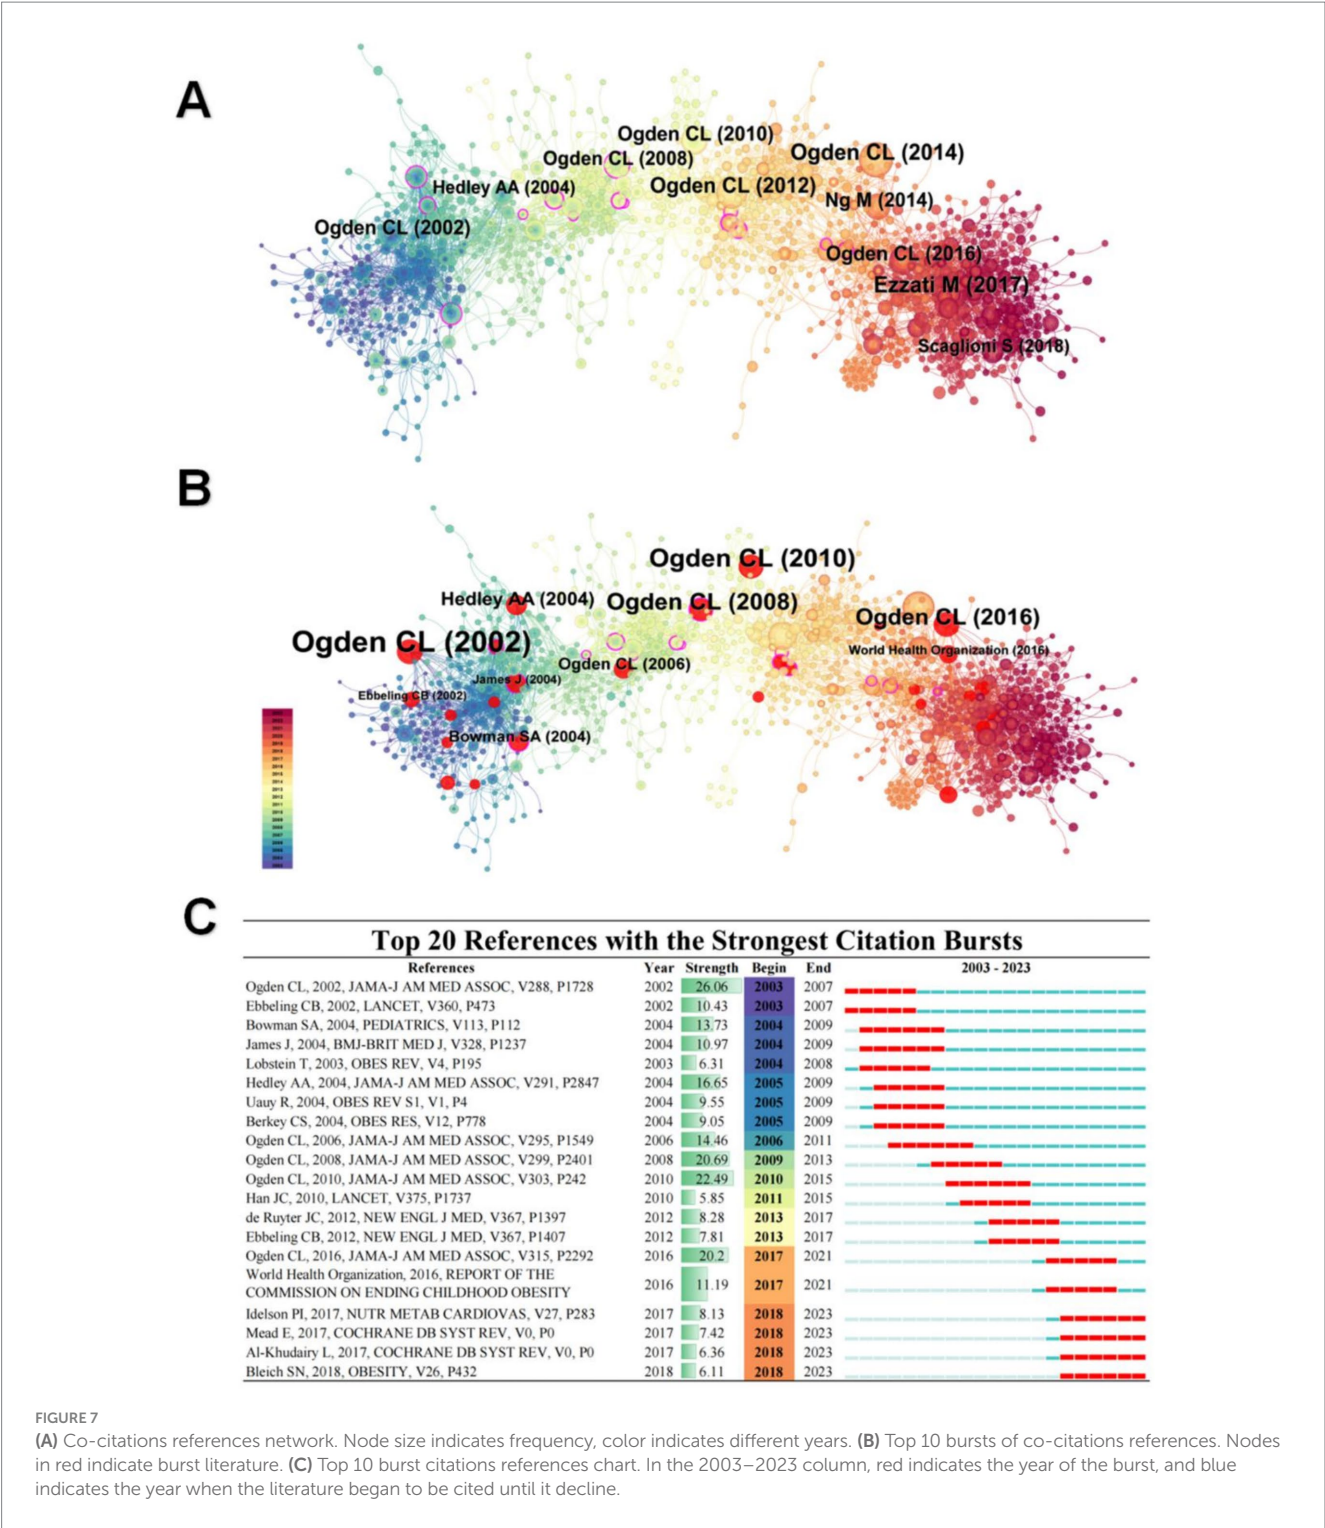 A
Ogden CL (2010)
Ogden CL (2014)
Ogden CL (2008)
Hedley AA (2004)
Ogden CL (2012)
Ng M (2014)
Ogden CL (2002)
Ogden CL (2016)
Ezzati M (2017)
Scaglioni S (2018)
B
Ogden CL (2010)
Hedley AA (2004)
Ogden CL (2008)
Ogden CL (2016)
Ogden CL (2002)
World Health Organization (2016)
Ogden CL (2006)
James J (2004)
Ebbeling CB (2002)
Bowman SA (2004)
C
Top 20 References with the Strongest Citation Bursts
References Year Strength Begin End 2003 - 2023
Ogden CL, 2002, JAMA-J AM MED ASSOC, V288, P1728 2002 26.06 2003 2007
Ebbeling CB, 2002, LANCET, V360, P473 2002 10.43 2003 2007
Bowman SA, 2004, PEDIATRICS, V113, P112 2004 13.73 2004 2009
James J, 2004, BMJ-BRIT MED J, V328, P1237 2004 10.97 2004 2009
Lobstein T, 2003, OBES REV, V4, P195 2003 6.31 2004 2008
Hedley AA, 2004, JAMA-J AM MED ASSOC, V291, P2847 2004 16.65 2005 2009
Uauy R, 2004, OBES REV S1, V1, P4 2004 9.55 2005 2009
Berkey CS, 2004, OBES RES, V12, P778 2004 9.05 2005 2009
Ogden CL, 2006, JAMA-J AM MED ASSOC, V295, P1549 2006 14.46 2006 2011
Ogden CL, 2008, JAMA-J AM MED ASSOC, V299, P2401 2008 20.69 2009 2013
Ogden CL, 2010, JAMA-J AM MED ASSOC, V303, P242 2010 22.49 2010 2015
Han JC, 2010, LANCET, V375, P1737 2010 5.85 2011 2015
de Ruyter JC, 2012, NEW ENGL J MED, V367, P1397 2012 8.28 2013 2017
Ebbeling CB, 2012, NEW ENGL J MED, V367, P1407 2012 7.81 2013 2017
Ogden CL, 2016, JAMA-J AM MED ASSOC, V315, P2292 2016 20.2 2017 2021
World Health Organization, 2016, REPORT OF THE
COMMISSION ON ENDING CHILDHOOD OBESITY 2016 11.19 2017 2021
Idelson PI, 2017, NUTR METAB CARDIOVAS, V27, P283 2017 8.13 2018 2023
Mead E, 2017, COCHRANE DB SYST REV, V0, P0 2017 7.42 2018 2023
Al-Khudairy L, 2017, COCHRANE DB SYST REV, V0, P0 2017 6.36 2018 2023
Bleich SN, 2018, OBESITY, V26, P432 2018 6.11 2018 2023
FIGURE 7
(A) Co-citations references network. Node size indicates frequency, color indicates different years. (B) Top 10 bursts of co-citations references. Nodes
in red indicate burst literature. (C) Top 10 burst citations references chart. In the 2003–2023 column, red indicates the year of the burst, and blue
indicates the year when the literature began to be cited until it decline.